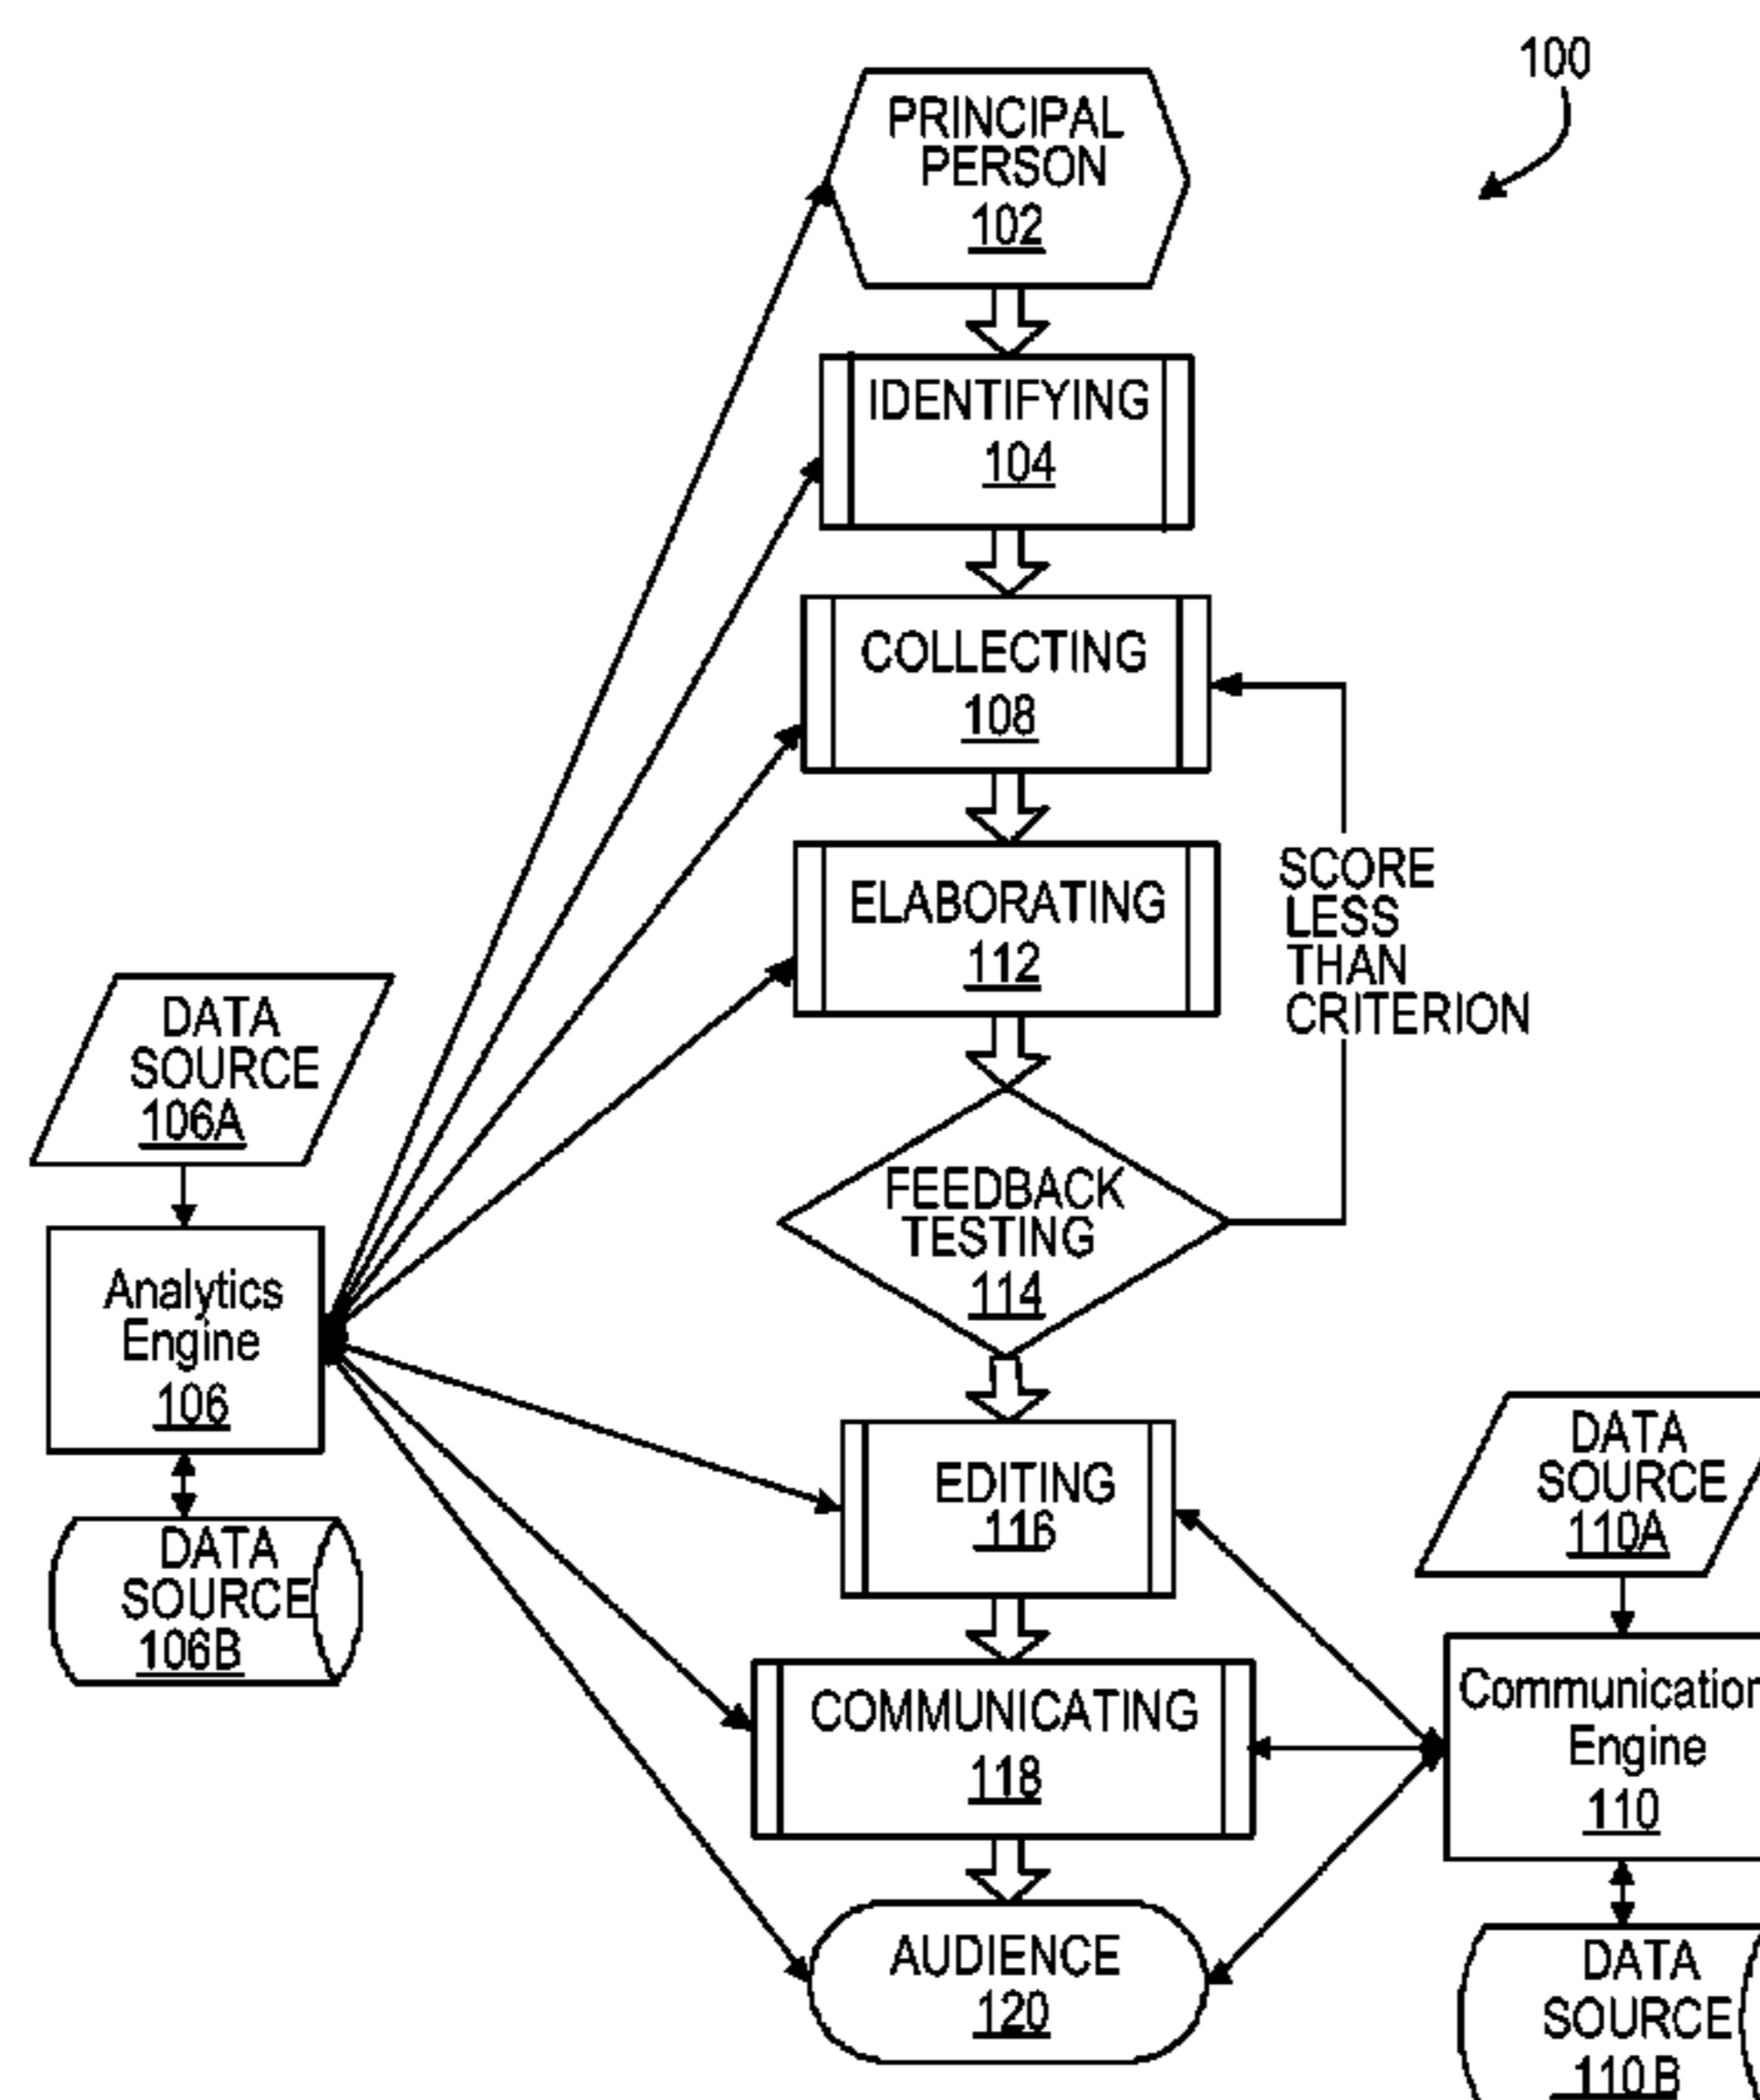 100
PRINCIPAL
PERSON
102
IDENTIFYING
104
COLLECTING
108
ELABORATING
112
SCORE
LESS
THAN
CRITERION
DATA
SOURCE
106A
FEEDBACK
TESTING
114
Analytics
Engine
106
DATA
SOURCE
106B
EDITING
116
DATA
SOURCE
110A
COMMUNICATING
118
Communication
Engine
110
AUDIENCE
120
DATA
SOURCE
110B